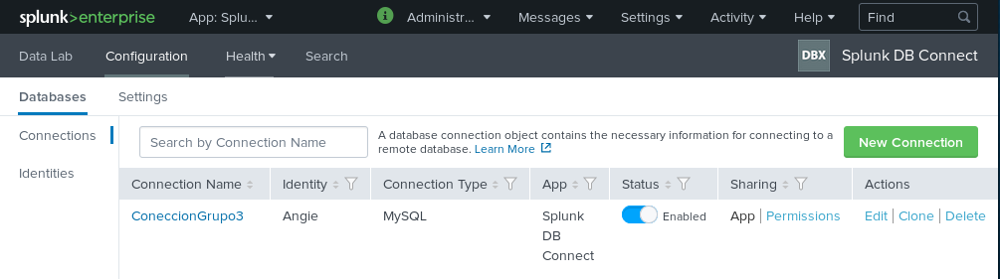 splunk>enterprise App: Splu... Administr... Messages Settings Activity Help Find
Data Lab Configuration Health Search DBX Splunk DB Connect
Databases Settings
Connections
Identities
Search by Connection Name
A database connection object contains the necessary information for connecting to a
remote database. Learn More
New Connection
Connection Name Identity Connection Type App Status Sharing Actions
ConeccionGrupo3 Angie MySQL Splunk DB Connect Enabled App | Permissions Edit | Clone | Delete